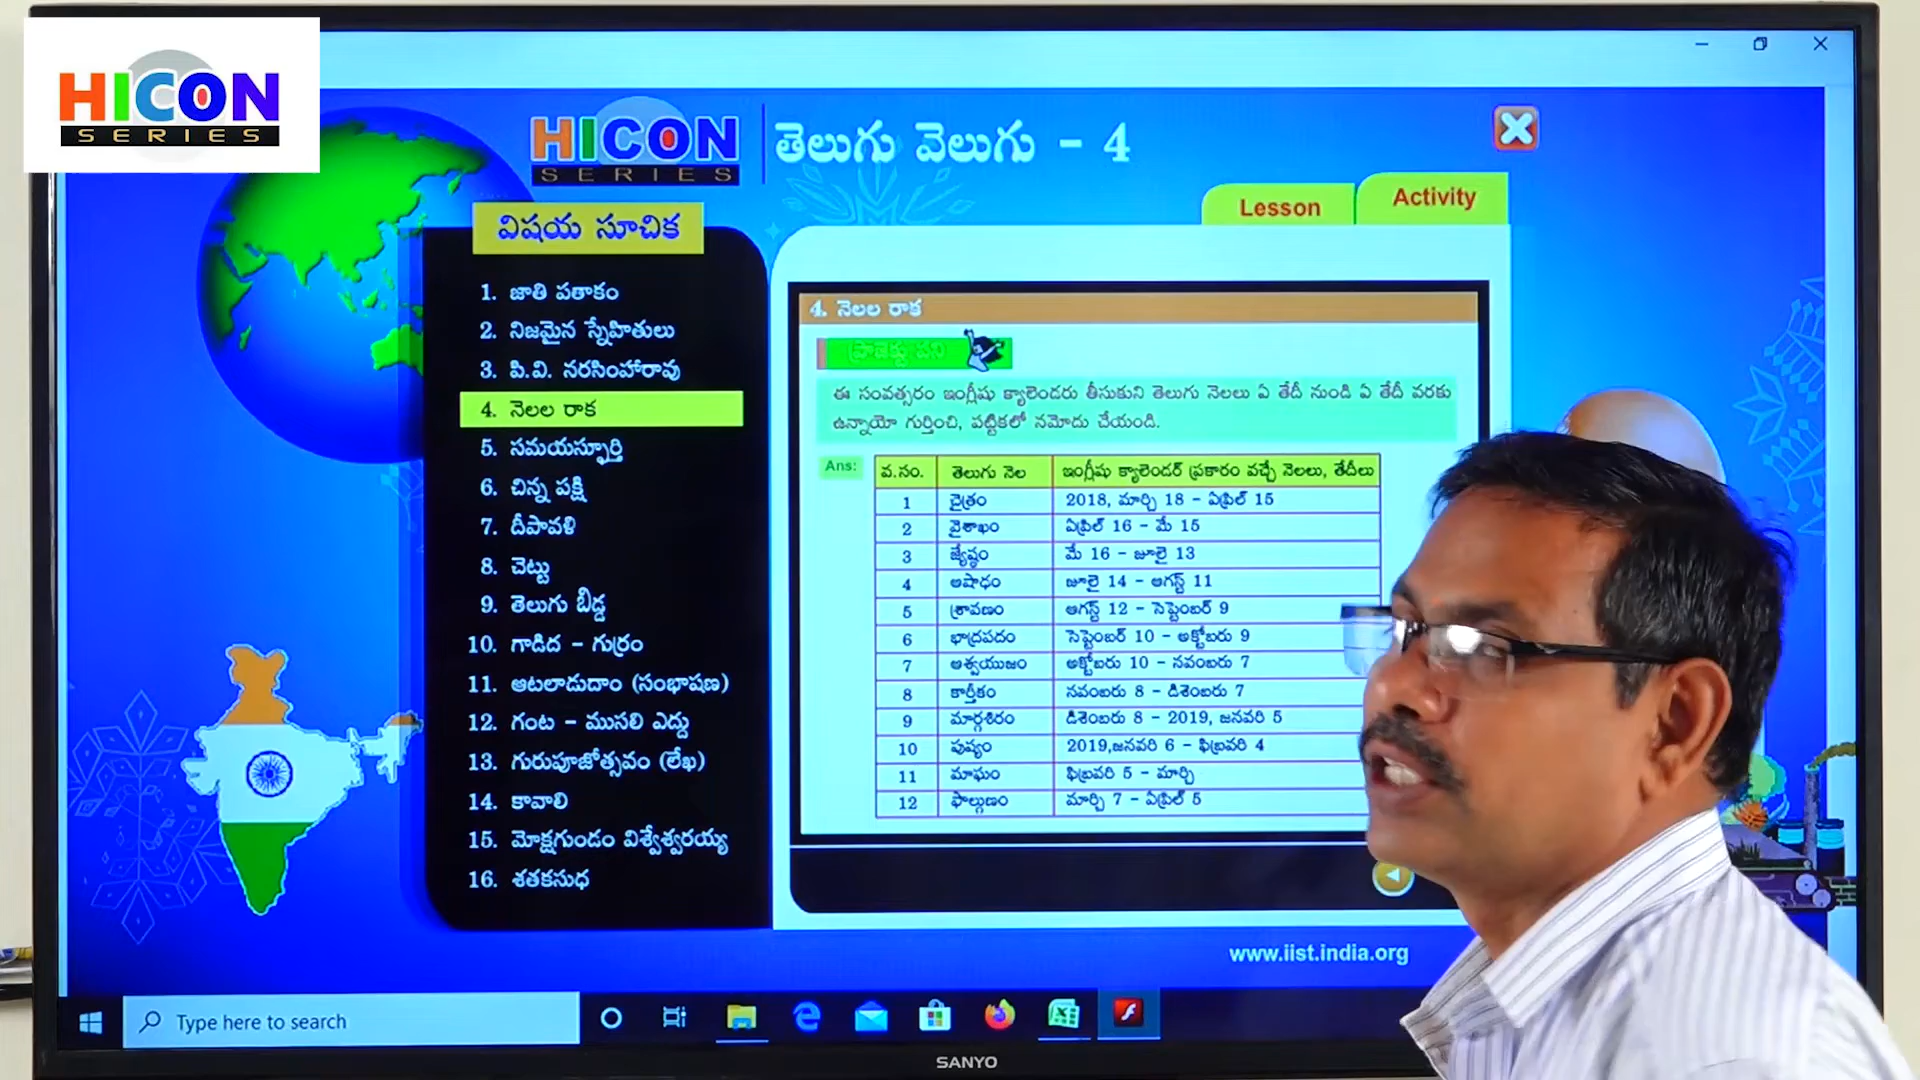 HICON
SERIES
HICON
SERIES
తెలుగు వెలుగు - 4
Lesson
Activity
విషయ సూచిక
1. జాతి పతాకం
2. నిజమైన స్నేహితులు
3. పి.వి. నరసింహారావు
4. నెలల రాక
5. సమయస్ఫూర్తి
6. చిన్న పక్షి
7. దీపావళి
8. చెట్టు
9. తెలుగు బిడ్డ
10. గాడిద - గుర్రం
11. ఆటలాడుదాం (సంభాషణ)
12. గంట - ముసలి ఎద్దు
13. గురుపూజోత్సవం (లేఖ)
14. కావాలి
15. మోక్షగుండం విశ్వేశ్వరయ్య
16. శతకసుధ
4. నెలల రాక
ప్రాజెక్టు పని
ఈ సంవత్సరం ఇంగ్లీషు క్యాలెండరు తీసుకుని తెలుగు నెలలు ఏ తేదీ నుండి ఏ తేదీ వరకు
ఉన్నాయో గుర్తించి, పట్టికలో నమోదు చేయండి.
Ans:
వ.సం. తెలుగు నెల ఇంగ్లీషు క్యాలెండర్ ప్రకారం వచ్చే నెలలు, తేదీలు
1 చైత్రం 2018, మార్చి 18 - ఏప్రిల్ 15
2 వైశాఖం ఏప్రిల్ 16 - మే 15
3 జ్యేష్ఠం మే 16 - జూలై 13
4 ఆషాఢం జూలై 14 - ఆగస్ట్ 11
5 శ్రావణం ఆగస్ట్ 12 - సెప్టెంబర్ 9
6 భాద్రపదం సెప్టెంబర్ 10 - అక్టోబరు 9
7 ఆశ్వయుజం అక్టోబరు 10 - నవంబరు 7
8 కార్తీకం నవంబరు 8 - డిశెంబరు 7
9 మార్గశిరం డిశెంబరు 8 - 2019, జనవరి 5
10 పుష్యం 2019,జనవరి 6 - ఫిబ్రవరి 4
11 మాఘం ఫిబ్రవరి 5 - మార్చి
12 ఫాల్గుణం మార్చి 7 - ఏప్రిల్ 5
www.iist.india.org
Type here to search
SANYO